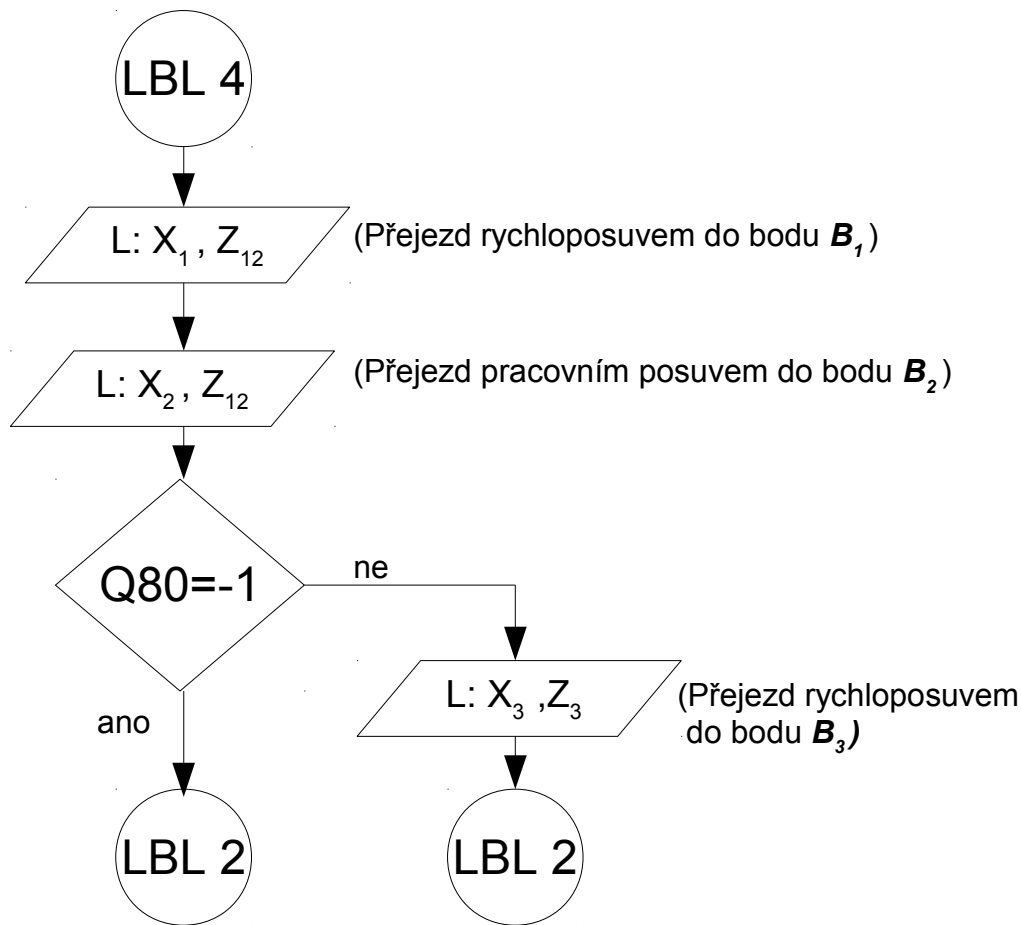 LBL 4
L: X₁ , Z₁₂ (Přejezd rychloposuvem do bodu B₁)
L: X₂ , Z₁₂ (Přejezd pracovním posuvem do bodu B₂)
Q80=-1
ne
L: X₃ ,Z₃
(Přejezd rychloposuvem
do bodu B₃)
ano
LBL 2
LBL 2